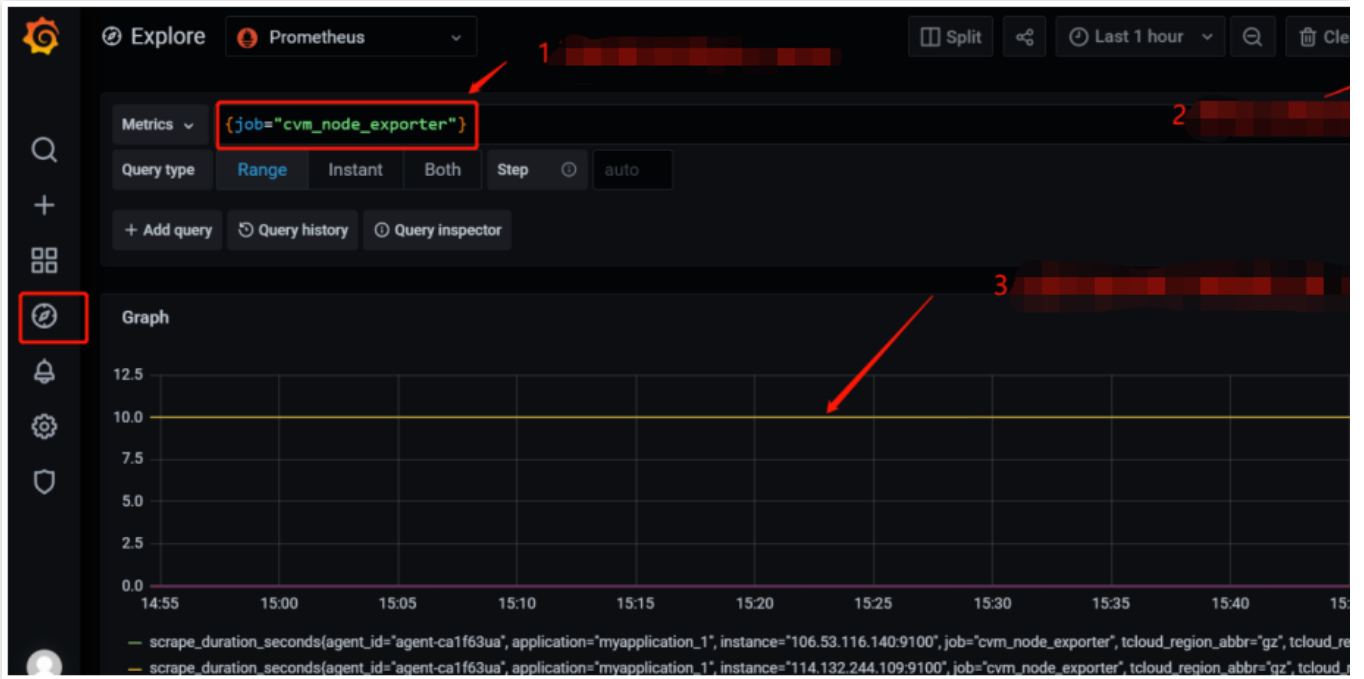 Explore Prometheus Split Last 1 hour Cle
1
2
Metrics {job="cvm_node_exporter"}
Query type Range Instant Both Step auto
+ Add query Query history Query inspector
3
Graph
12.5
10.0
7.5
5.0
2.5
0.0
14:55 15:00 15:05 15:10 15:15 15:20 15:25 15:30 15:35 15:40 15:
scrape_duration_seconds{agent_id="agent-ca1f63ua", application="myapplication_1", instance="106.53.116.140:9100", job="cvm_node_exporter", tcloud_region_abbr="gz", tcloud_re
scrape_duration_seconds{agent_id="agent-ca1f63ua", application="myapplication_1", instance="114.132.244.109:9100", job="cvm_node_exporter", tcloud_region_abbr="gz", tcloud_r